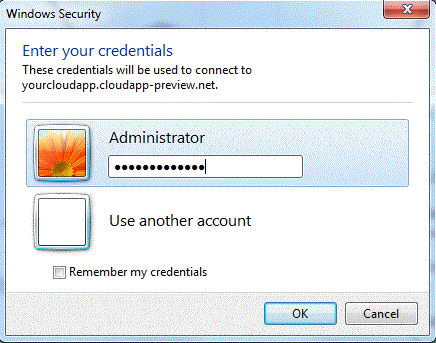 Windows Security
Enter your credentials
These credentials will be used to connect to
yourcloudapp.cloudapp-preview.net.
Administrator
●●●●●●●●●●●●●
Use another account
Remember my credentials
OK
Cancel